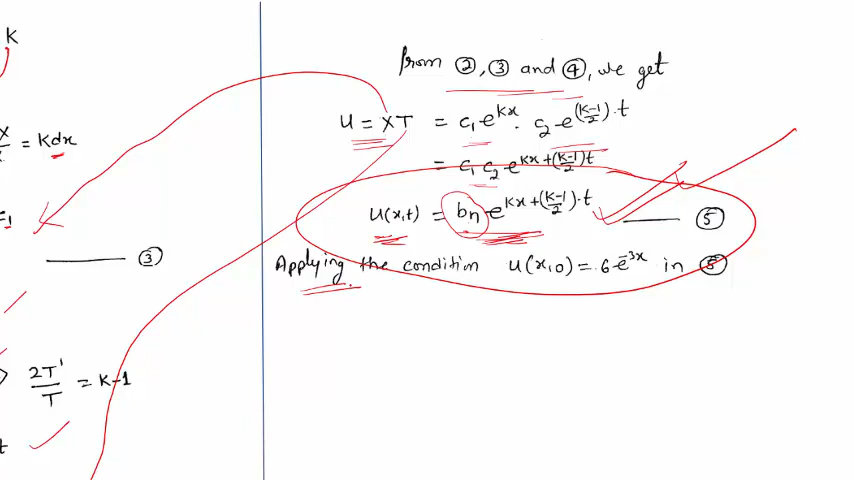 K
= Kdx
③
2T'/T = K-1
t
from ②, ③ and ④, we get
U = XT = c₁ e^{Kx} . c₂ e^{(K-1/2).t}
= c₁ c₂ e^{Kx+(K-1/2)t}
U(x,t) = bn e^{Kx+(K-1/2).t} ⑤
Applying the condition U(x,0) = 6e^{-3x} in ⑤